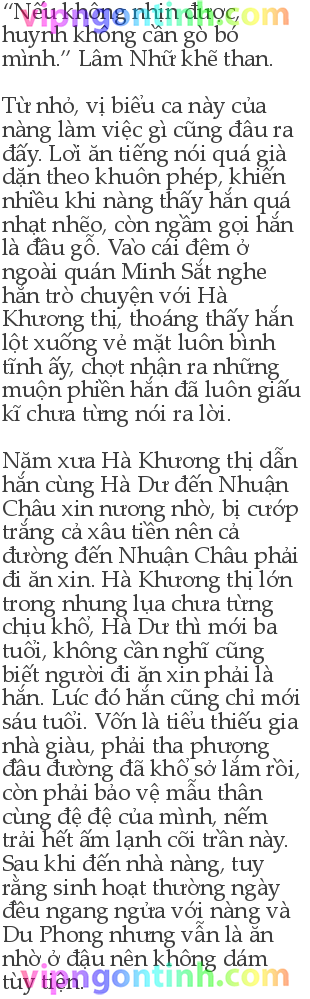 vipngontinh.com
“Nếu không nhịn được,
huynh không cần gò bó
mình.” Lâm Nhữ khẽ than.
Từ nhỏ, vị biểu ca này của
nàng làm việc gì cũng đâu ra
đấy. Lời ăn tiếng nói quá già
dặn theo khuôn phép, khiến
nhiều khi nàng thấy hắn quá
nhạt nhẽo, còn ngầm gọi hắn
là đầu gỗ. Vào cái đêm ở
ngoài quán Minh Sắt nghe
hắn trò chuyện với Hà
Khương thị, thoáng thấy hắn
lột xuống vẻ mặt luôn bình
tĩnh ấy, chợt nhận ra những
muộn phiền hắn đã luôn giấu
kĩ chưa từng nói ra lời.
Năm xưa Hà Khương thị dẫn
hắn cùng Hà Dư đến Nhuận
Châu xin nương nhờ, bị cướp
trắng cả xâu tiền nên cả
đường đến Nhuận Châu phải
đi ăn xin. Hà Khương thị lớn
trong nhung lụa chưa từng
chịu khổ, Hà Dư thì mới ba
tuổi, không cần nghĩ cũng
biết người đi ăn xin phải là
hắn. Lúc đó hắn cũng chỉ mới
sáu tuổi. Vốn là tiểu thiếu gia
nhà giàu, phải tha phương
đầu đường đã khổ sở lắm rồi,
còn phải bảo vệ mẫu thân
cùng đệ đệ của mình, nếm
trải hết ấm lạnh cõi trần này.
Sau khi đến nhà nàng, tuy
rằng sinh hoạt thường ngày
đều ngang ngửa với nàng và
Du Phong nhưng vẫn là ăn
nhờ ở đậu nên không dám
tùy tiện.
vipngontinh.com